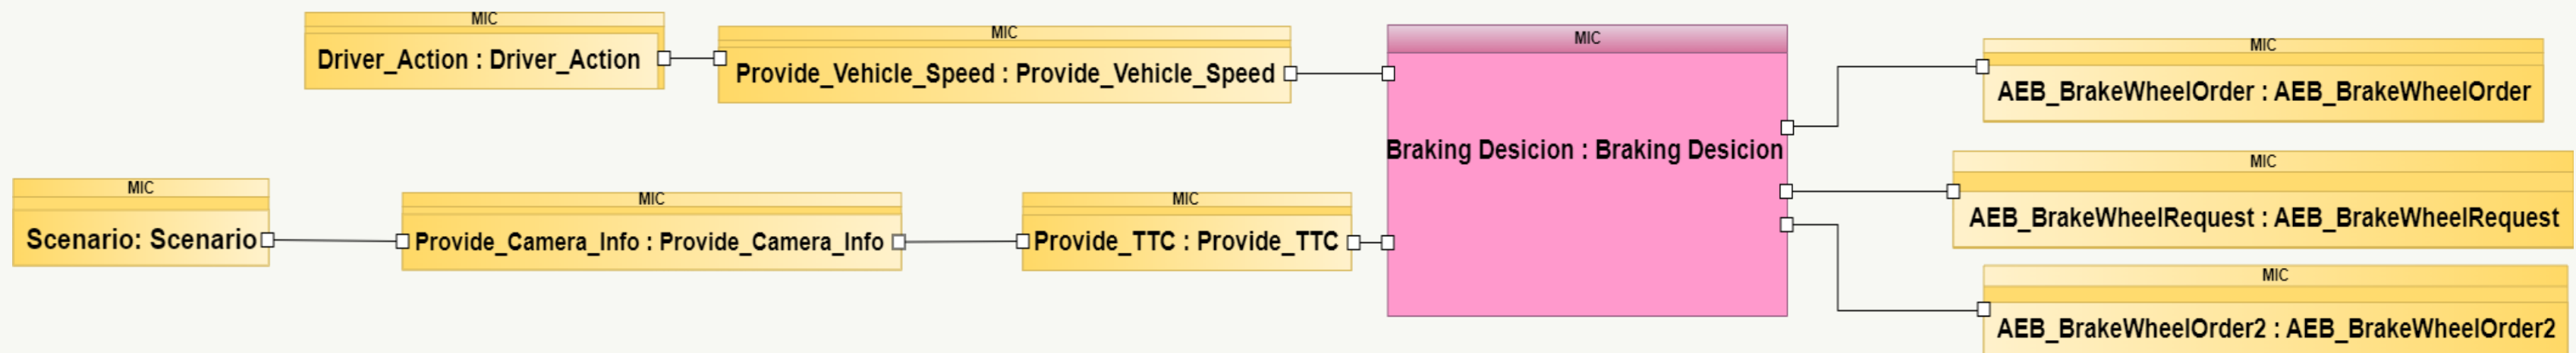 MIC
Driver_Action : Driver_Action
MIC
Provide_Vehicle_Speed : Provide_Vehicle_Speed
MIC
Scenario: Scenario
MIC
Provide_Camera_Info : Provide_Camera_Info
MIC
Provide_TTC : Provide_TTC
MIC
Braking Desicion : Braking Desicion
MIC
AEB_BrakeWheelOrder : AEB_BrakeWheelOrder
MIC
AEB_BrakeWheelRequest : AEB_BrakeWheelRequest
MIC
AEB_BrakeWheelOrder2 : AEB_BrakeWheelOrder2